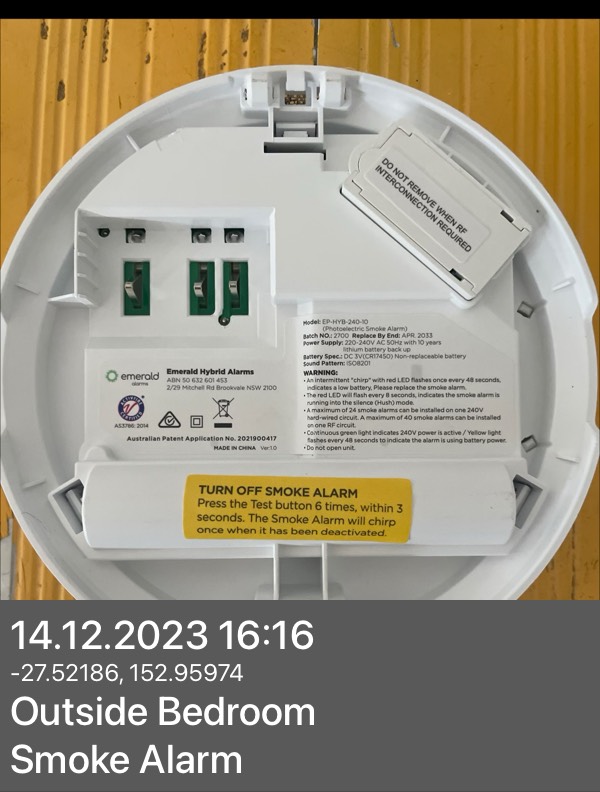 DO NOT REMOVE WHEN RF
INTERCONNECTION REQUIRED
Model: EP-HYB-240-10
(Photoelectric Smoke Alarm)
BATCH NO.: 2700 Replace By End: APR. 2033
Power Supply: 220-240V AC 50Hz with 10 years
lithium battery back up
Battery Spec.: DC 3V(CR17450) Non-replaceable battery
Sound Pattern: ISO8201
WARNING:
• An intermittent "chirp" with red LED flashes once every 48 seconds,
indicates a low battery. Please replace the smoke alarm.
• The red LED will flash every 8 seconds, indicates the smoke alarm is
running into the silence (Hush) mode.
• A maximum of 24 smoke alarms can be installed on one 240V
hard-wired circuit. A maximum of 40 smoke alarms can be installed
on one RF circuit.
• Continuous green light indicates 240V power is active / Yellow light
flashes every 48 seconds to indicate the alarm is using battery power.
• Do not open unit.
emerald
alarms
Emerald Hybrid Alarms
ABN 50 632 601 453
2/29 Mitchell Rd Brookvale NSW 2100
AS3786: 2014
Australian Patent Application No. 2021900417
MADE IN CHINA Ver1.0
TURN OFF SMOKE ALARM
Press the Test button 6 times, within 3
seconds. The Smoke Alarm will chirp
once when it has been deactivated.
14.12.2023 16:16
-27.52186, 152.95974
Outside Bedroom
Smoke Alarm